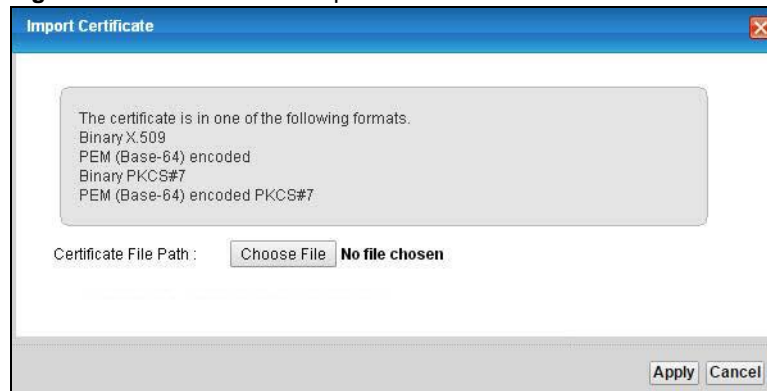 Import Certificate
The certificate is in one of the following formats.
Binary X.509
PEM (Base-64) encoded
Binary PKCS#7
PEM (Base-64) encoded PKCS#7
Certificate File Path : Choose File No file chosen
Apply Cancel